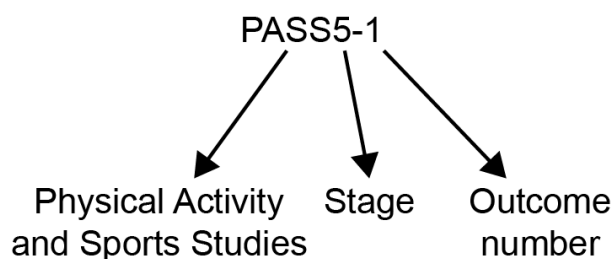 PASS5-1
Physical Activity
and Sports Studies
Stage
Outcome
number